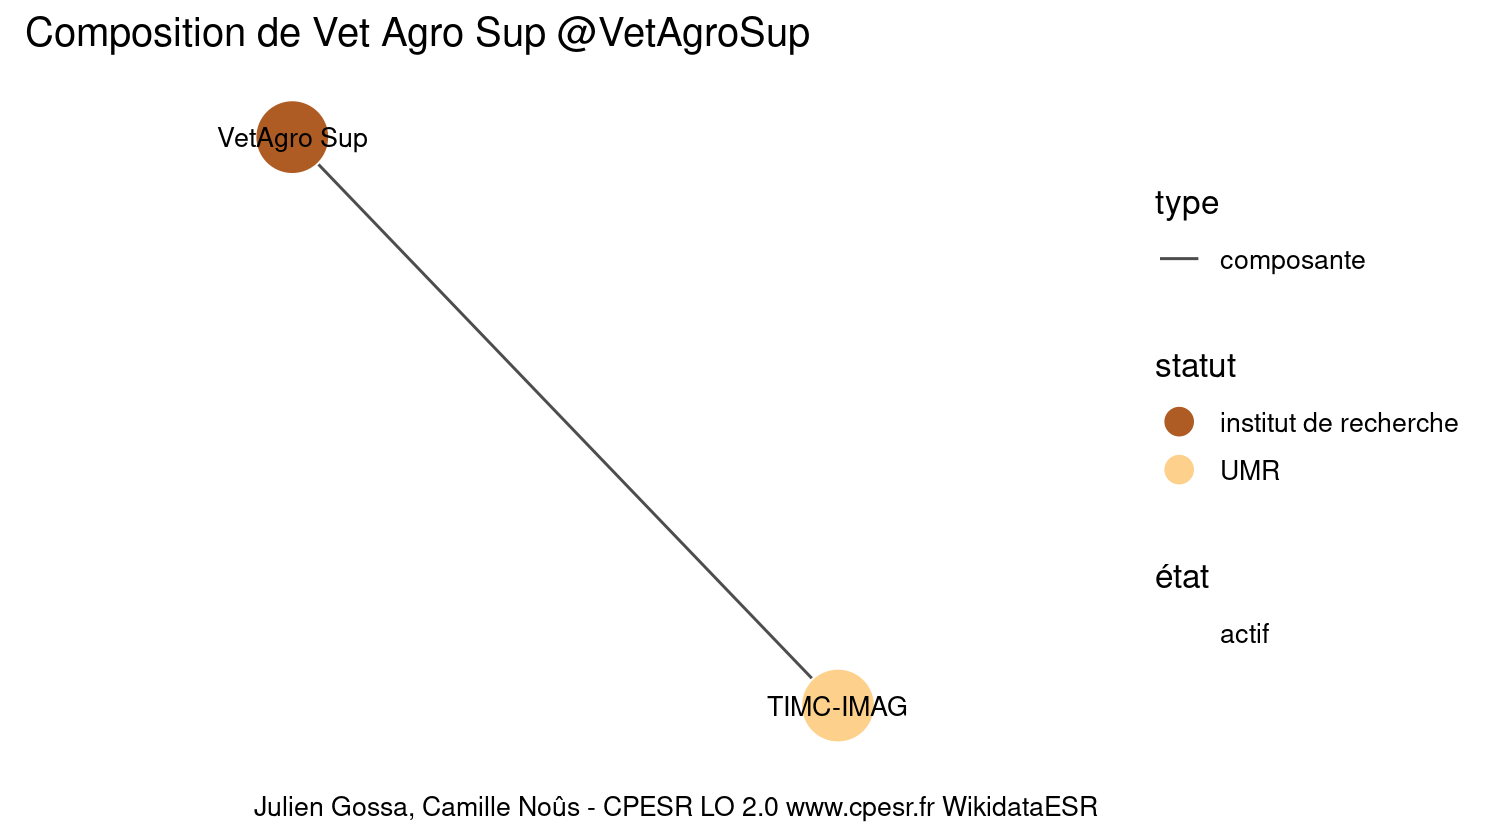 Composition de Vet Agro Sup @VetAgroSup
VetAgro Sup
type
composante
statut
institut de recherche
UMR
état
actif
TIMC-IMAG
Julien Gossa, Camille Noûs - CPESR LO 2.0 www.cpesr.fr WikidataESR